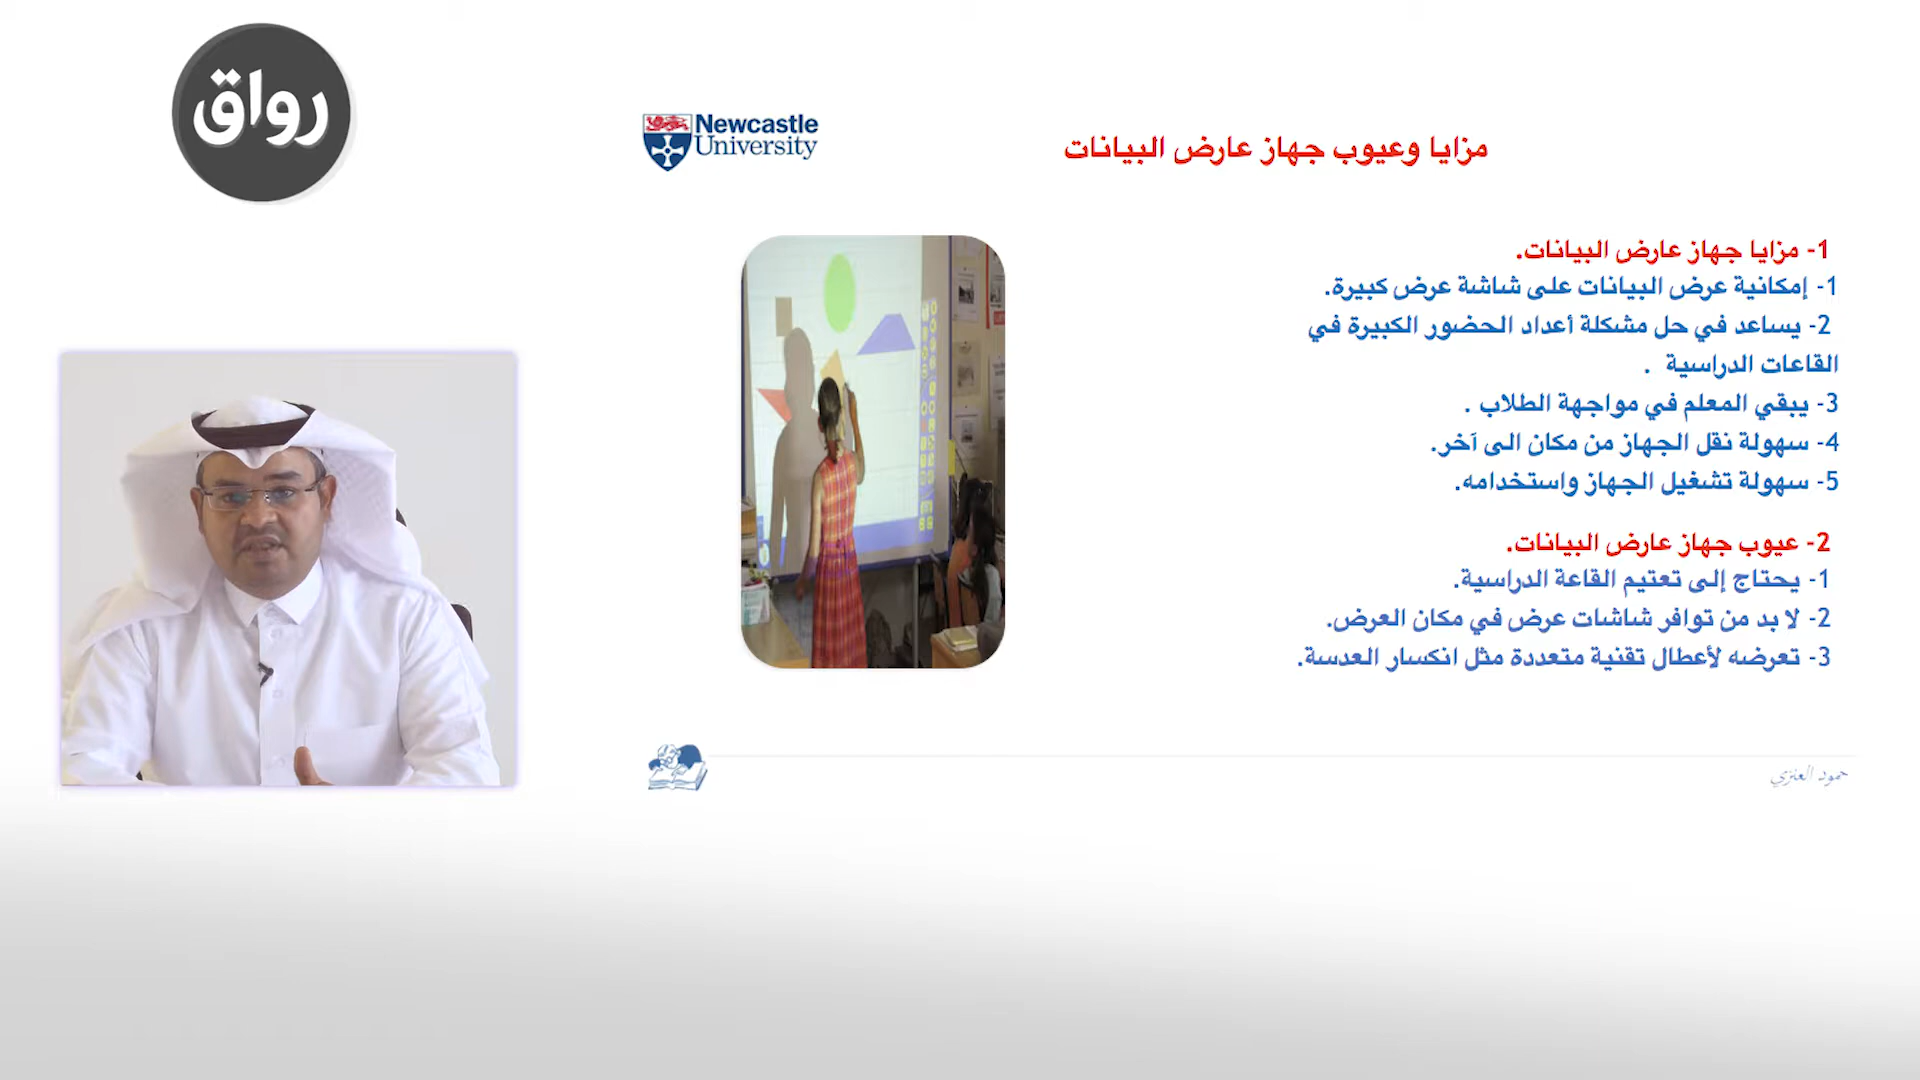 رواق
Newcastle
University
مزايا وعيوب جهاز عارض البيانات
1- مزايا جهاز عارض البيانات.
1- إمكانية عرض البيانات على شاشة عرض كبيرة.
2- يساعد في حل مشكلة أعداد الحضور الكبيرة في
القاعات الدراسية .
3- يبقي المعلم في مواجهة الطلاب .
4- سهولة نقل الجهاز من مكان الى آخر.
5- سهولة تشغيل الجهاز واستخدامه.
2- عيوب جهاز عارض البيانات.
1- يحتاج إلى تعتيم القاعة الدراسية.
2- لا بد من توافر شاشات عرض في مكان العرض.
3- تعرضه لأعطال تقنية متعددة مثل انكسار العدسة.
حمود العنزي